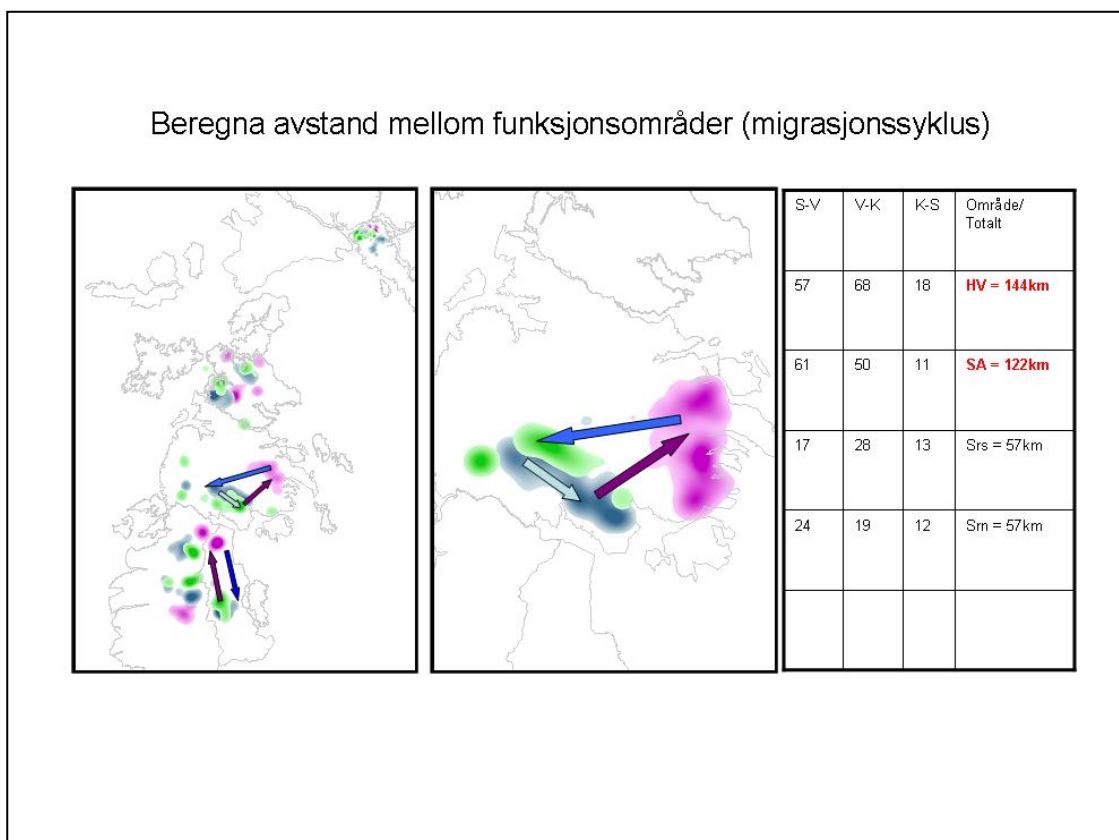 Beregna avstand mellom funksjonsområder (migrasjonssyklus)
S-V V-K K-S Område/
Totalt
57 68 18 HV = 144km
61 50 11 SA = 122km
17 28 13 Srs = 57km
24 19 12 Srn = 57km